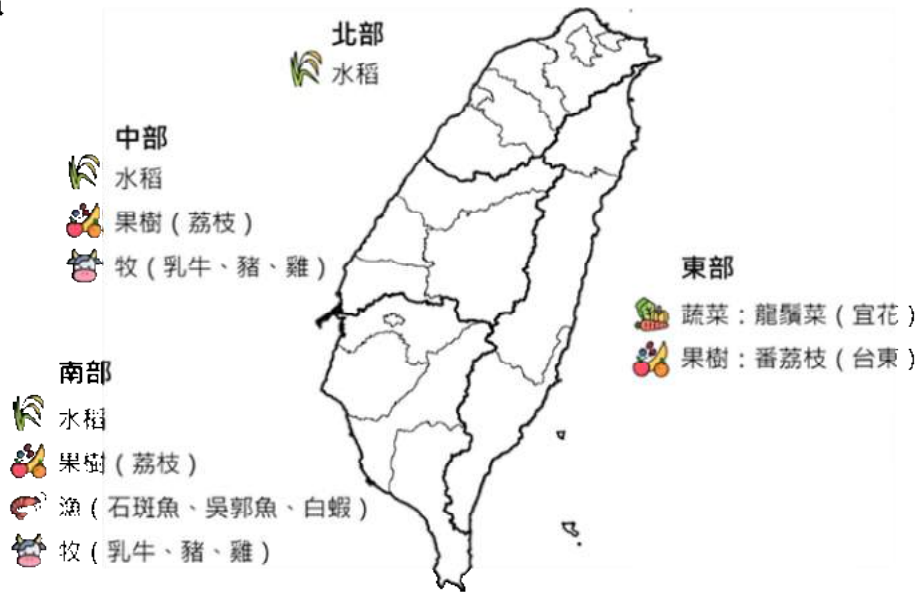 北部
水稻
中部
水稻
果樹（荔枝）
牧（乳牛、豬、雞）
東部
蔬菜：龍鬚菜（宜花）
果樹：番荔枝（台東）
南部
水稻
果樹（荔枝）
漁（石斑魚、吳郭魚、白蝦）
牧（乳牛、豬、雞）